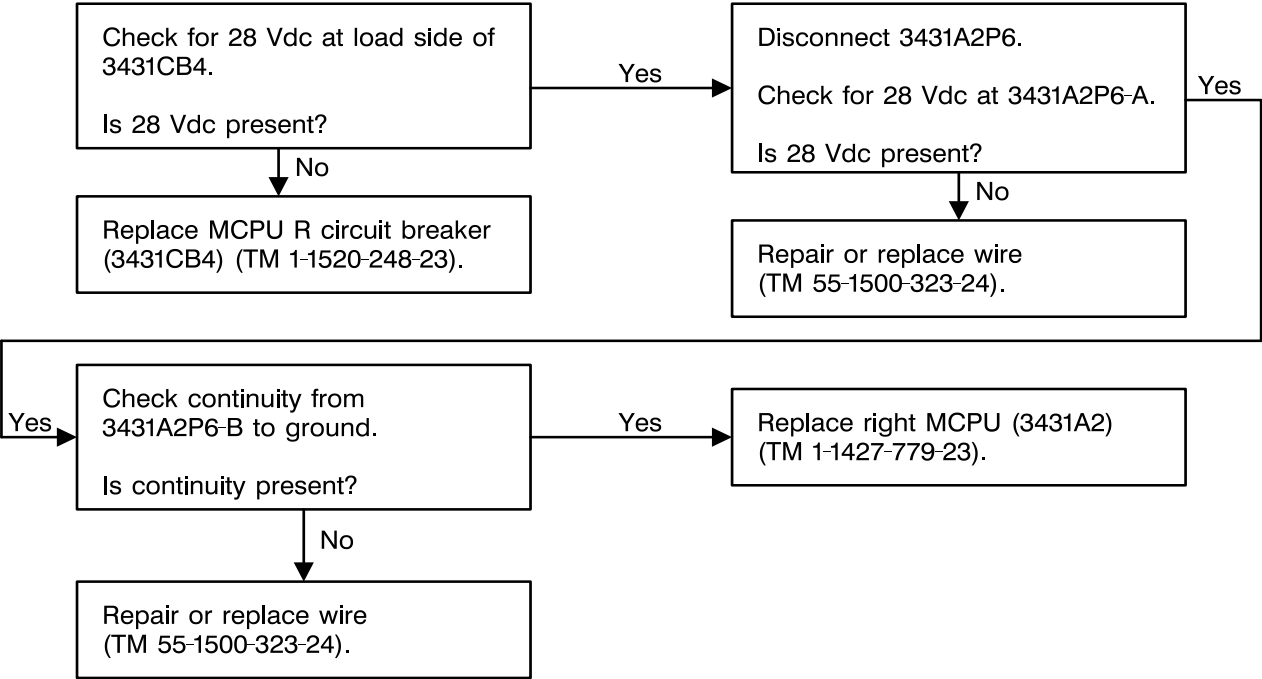 Check for 28 Vdc at load side of
3431CB4.
Is 28 Vdc present?
Yes
Disconnect 3431A2P6.
Check for 28 Vdc at 3431A2P6-A.
Is 28 Vdc present?
Yes
No
Replace MCPU R circuit breaker
(3431CB4) (TM 1-1520-248-23).
No
Repair or replace wire
(TM 55-1500-323-24).
Yes
Check continuity from
3431A2P6-B to ground.
Is continuity present?
Yes
Replace right MCPU (3431A2)
(TM 1-1427-779-23).
No
Repair or replace wire
(TM 55-1500-323-24).